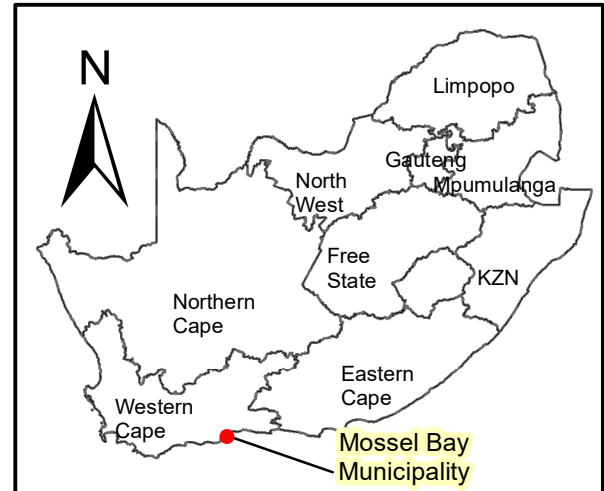 N
Limpopo
Gauteng
Mpumulanga
North
West
Free
State
KZN
Northern
Cape
Eastern
Cape
Western
Cape
Mossel Bay
Municipality